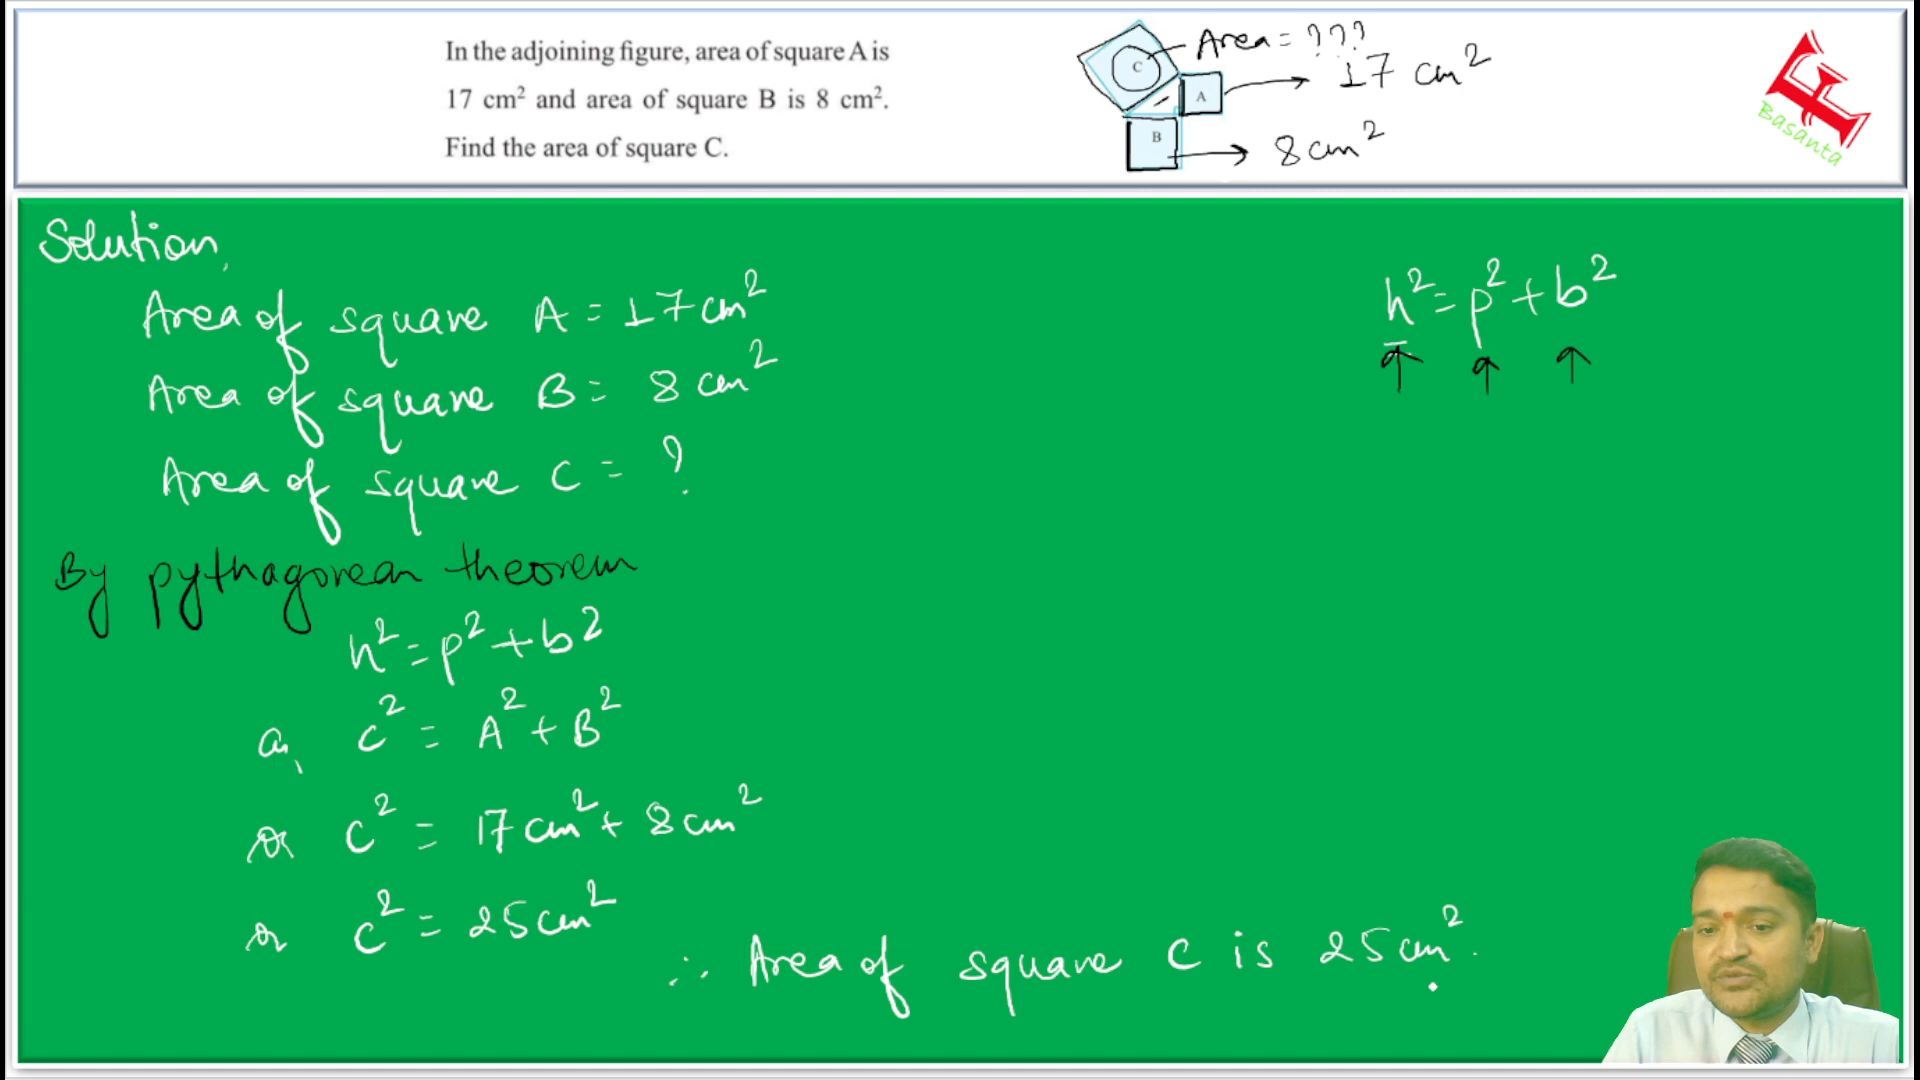 In the adjoining figure, area of square A is
17 cm² and area of square B is 8 cm².
Find the area of square C.
C
A
B
Area = ???
17 cm²
8 cm²
Basanta
Solution,
Area of square A = 17 cm²
Area of square B = 8 cm²
Area of square C = ?
By pythagorean theorem
h² = p² + b²
or, C² = A² + B²
or C² = 17 cm² + 8 cm²
or C² = 25 cm²
∴ Area of square C is 25 cm².
h² = p² + b²